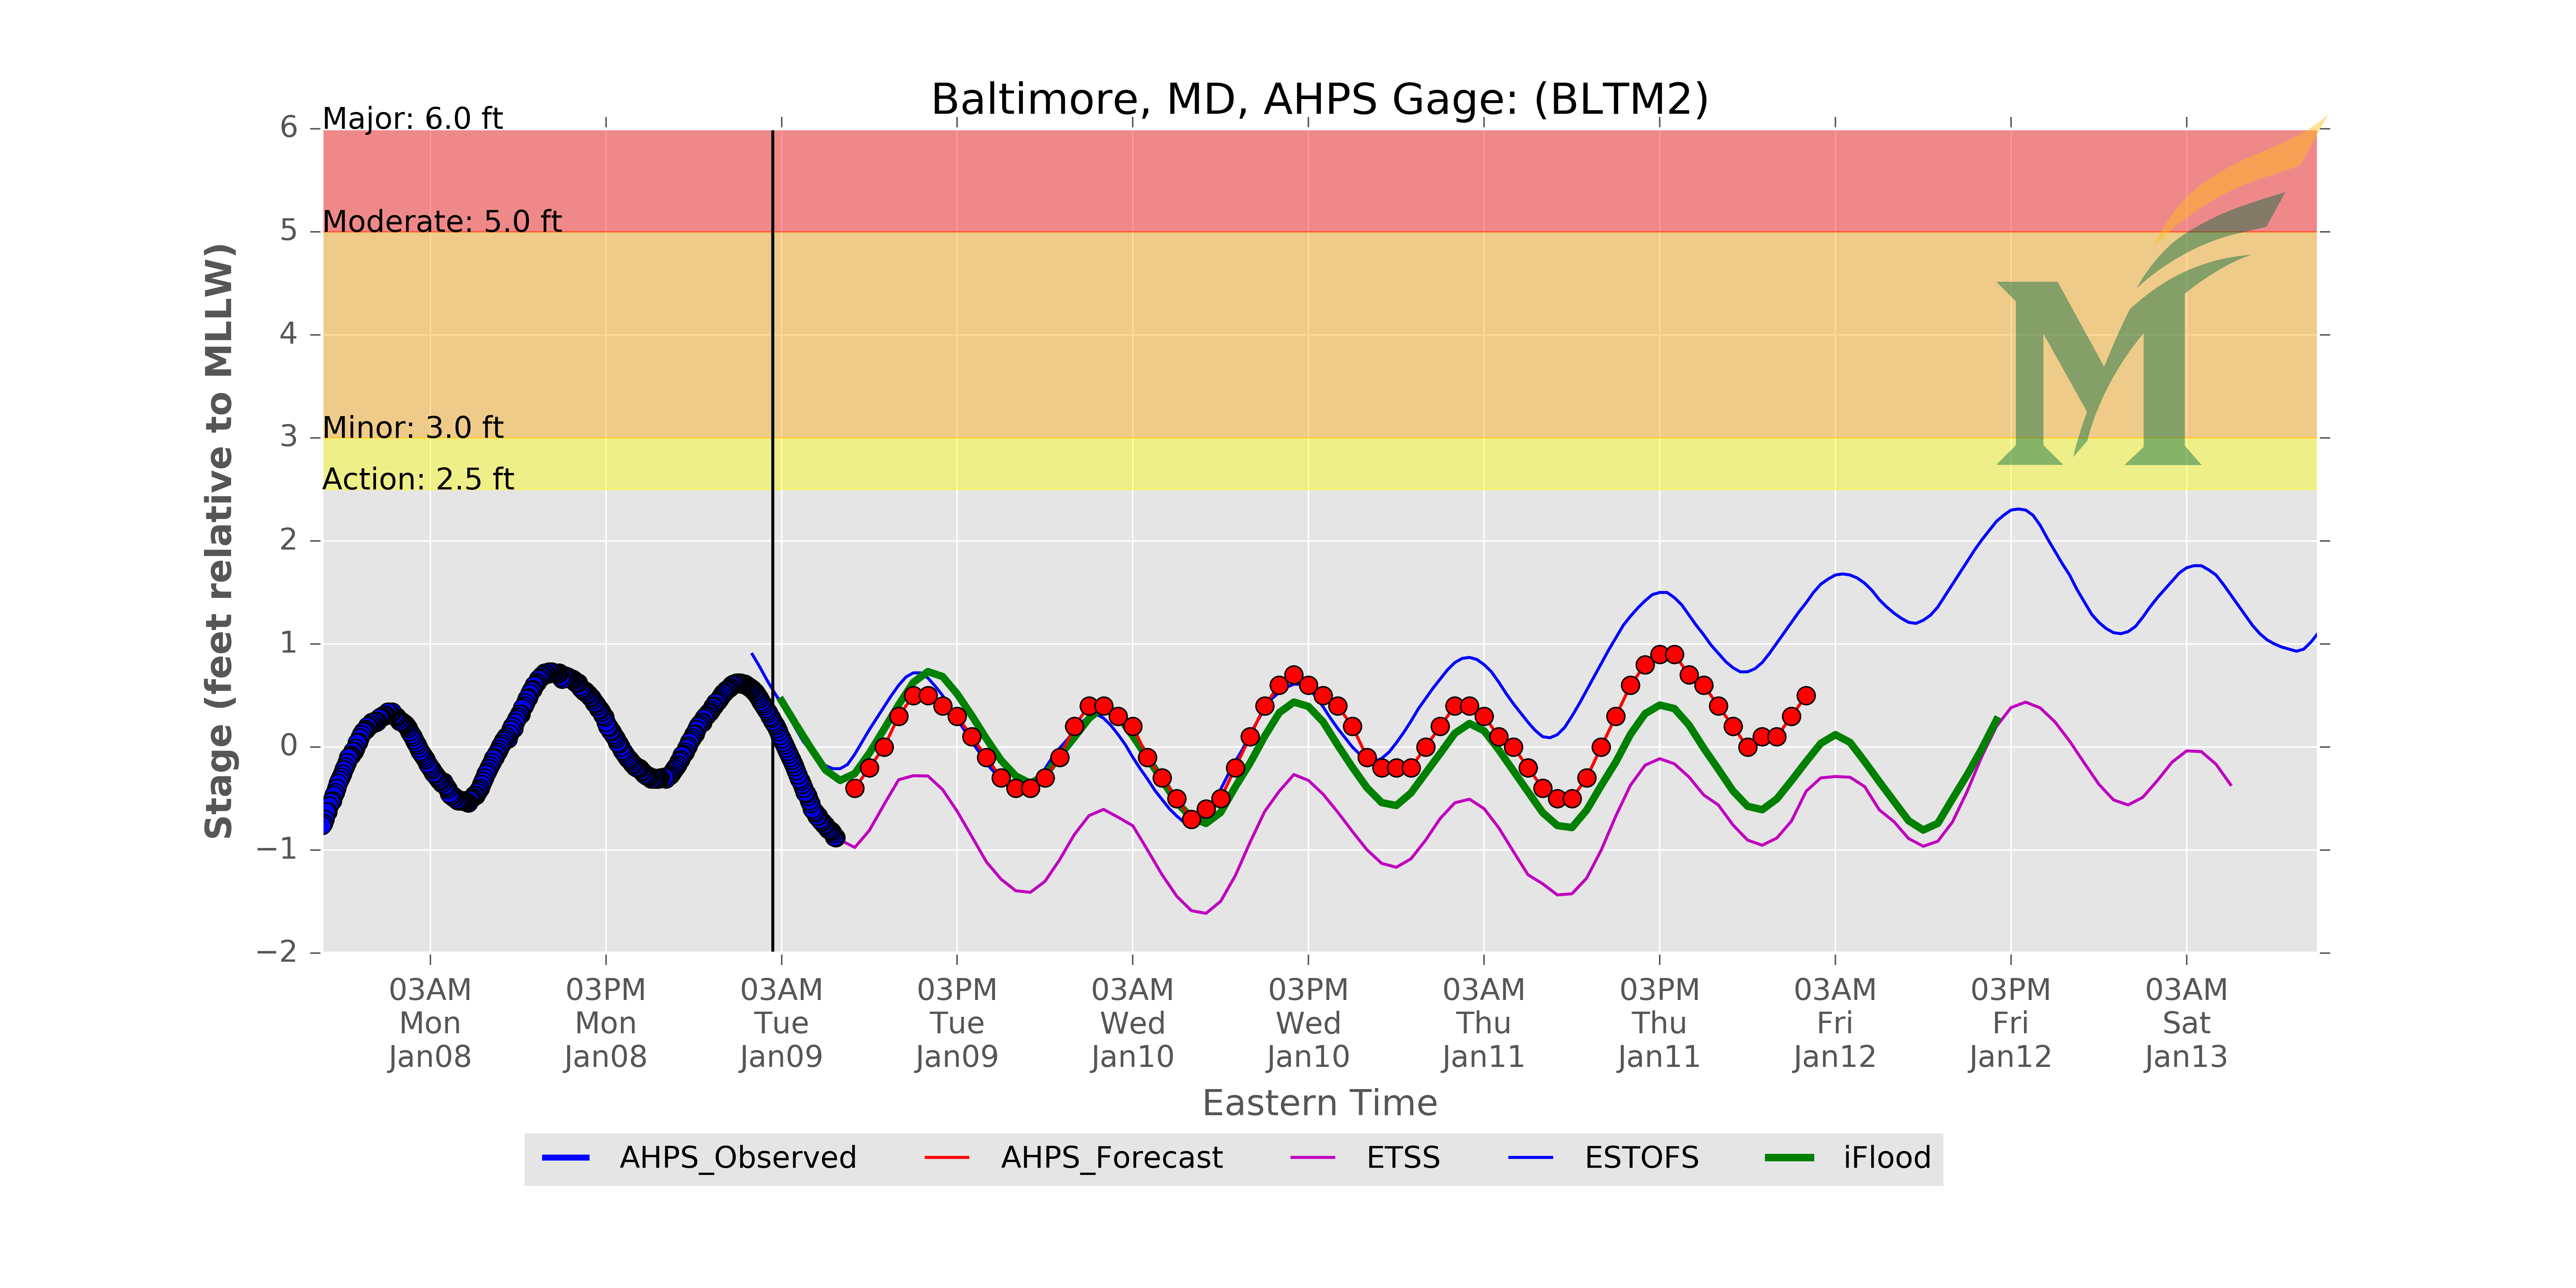 Baltimore, MD, AHPS Gage: (BLTM2)
Major: 6.0 ft
Moderate: 5.0 ft
Minor: 3.0 ft
Action: 2.5 ft
Stage (feet relative to MLLW)
6
5
4
3
2
1
0
−1
−2
03AM 03PM 03AM 03PM 03AM 03PM 03AM 03PM 03AM 03PM 03AM
Mon Mon Tue Tue Wed Wed Thu Thu Fri Fri Sat
Jan08 Jan08 Jan09 Jan09 Jan10 Jan10 Jan11 Jan11 Jan12 Jan12 Jan13
Eastern Time
AHPS_Observed AHPS_Forecast ETSS ESTOFS iFlood
M